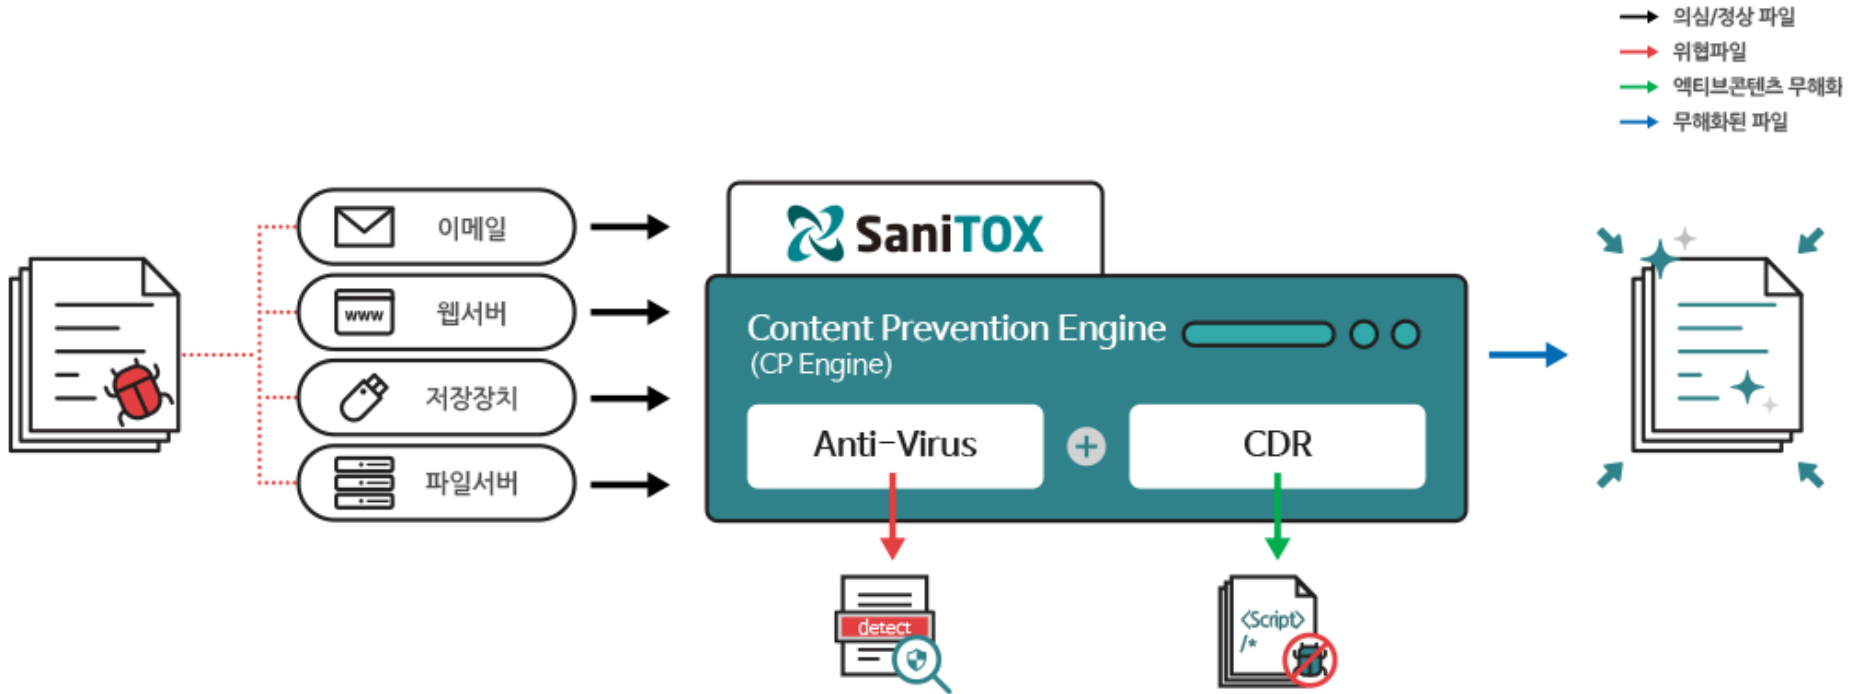 의심/정상 파일
위협파일
엑티브콘텐츠 무해화
무해화된 파일
이메일
www
웹서버
저장장치
파일서버
SaniTOX
Content Prevention Engine
(CP Engine)
Anti-Virus
+
CDR
detect
<Script>
/*